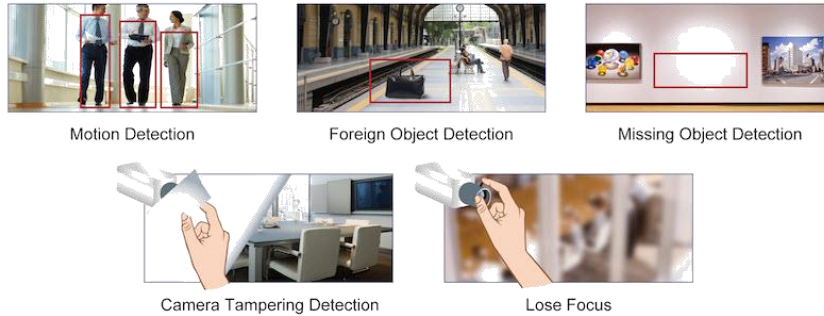 Motion Detection
Foreign Object Detection
Missing Object Detection
Camera Tampering Detection
Lose Focus